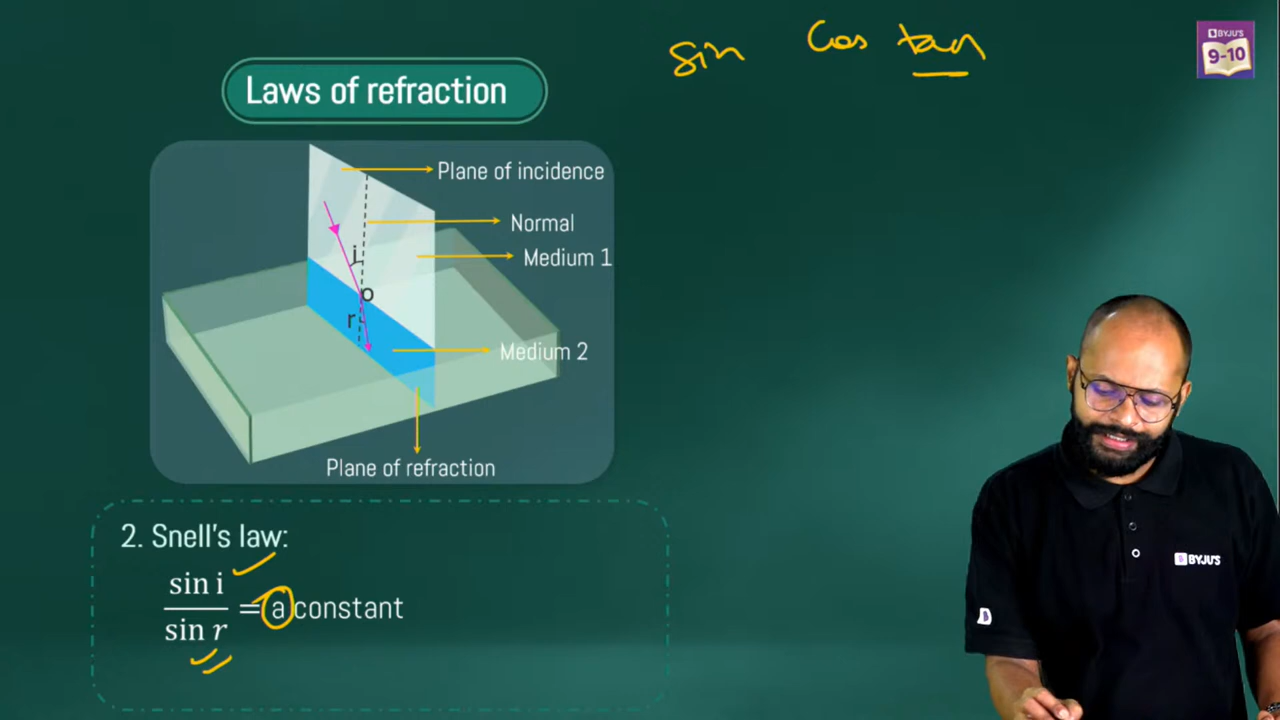 sin cos tan
BYJU'S
9-10
Laws of refraction
Plane of incidence
Normal
Medium 1
i
o
r
Medium 2
Plane of refraction
2. Snell's law:
sin i
sin r
= a constant
BYJU'S